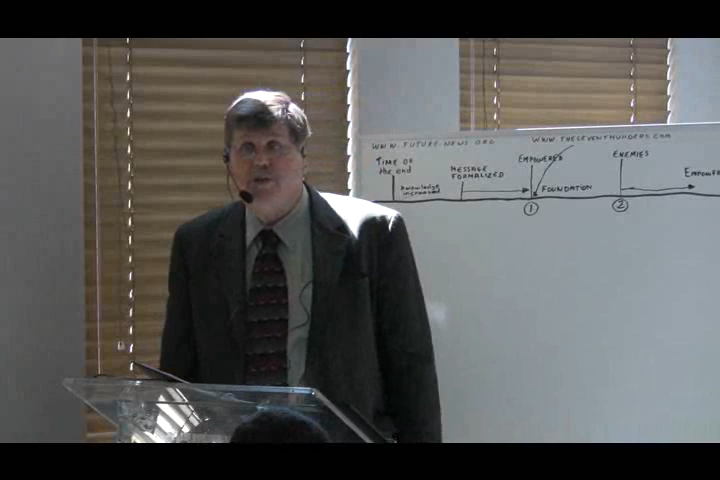 WWW.FUTURE-NEWS.ORG
WWW.THESEVENTHUNDERS.COM
TIME OF
the end
MESSAGE
FORMALIZED
EMPOWERED
ENEMIES
EMPOWER
knowledge
increased
FOUNDATION
1
2